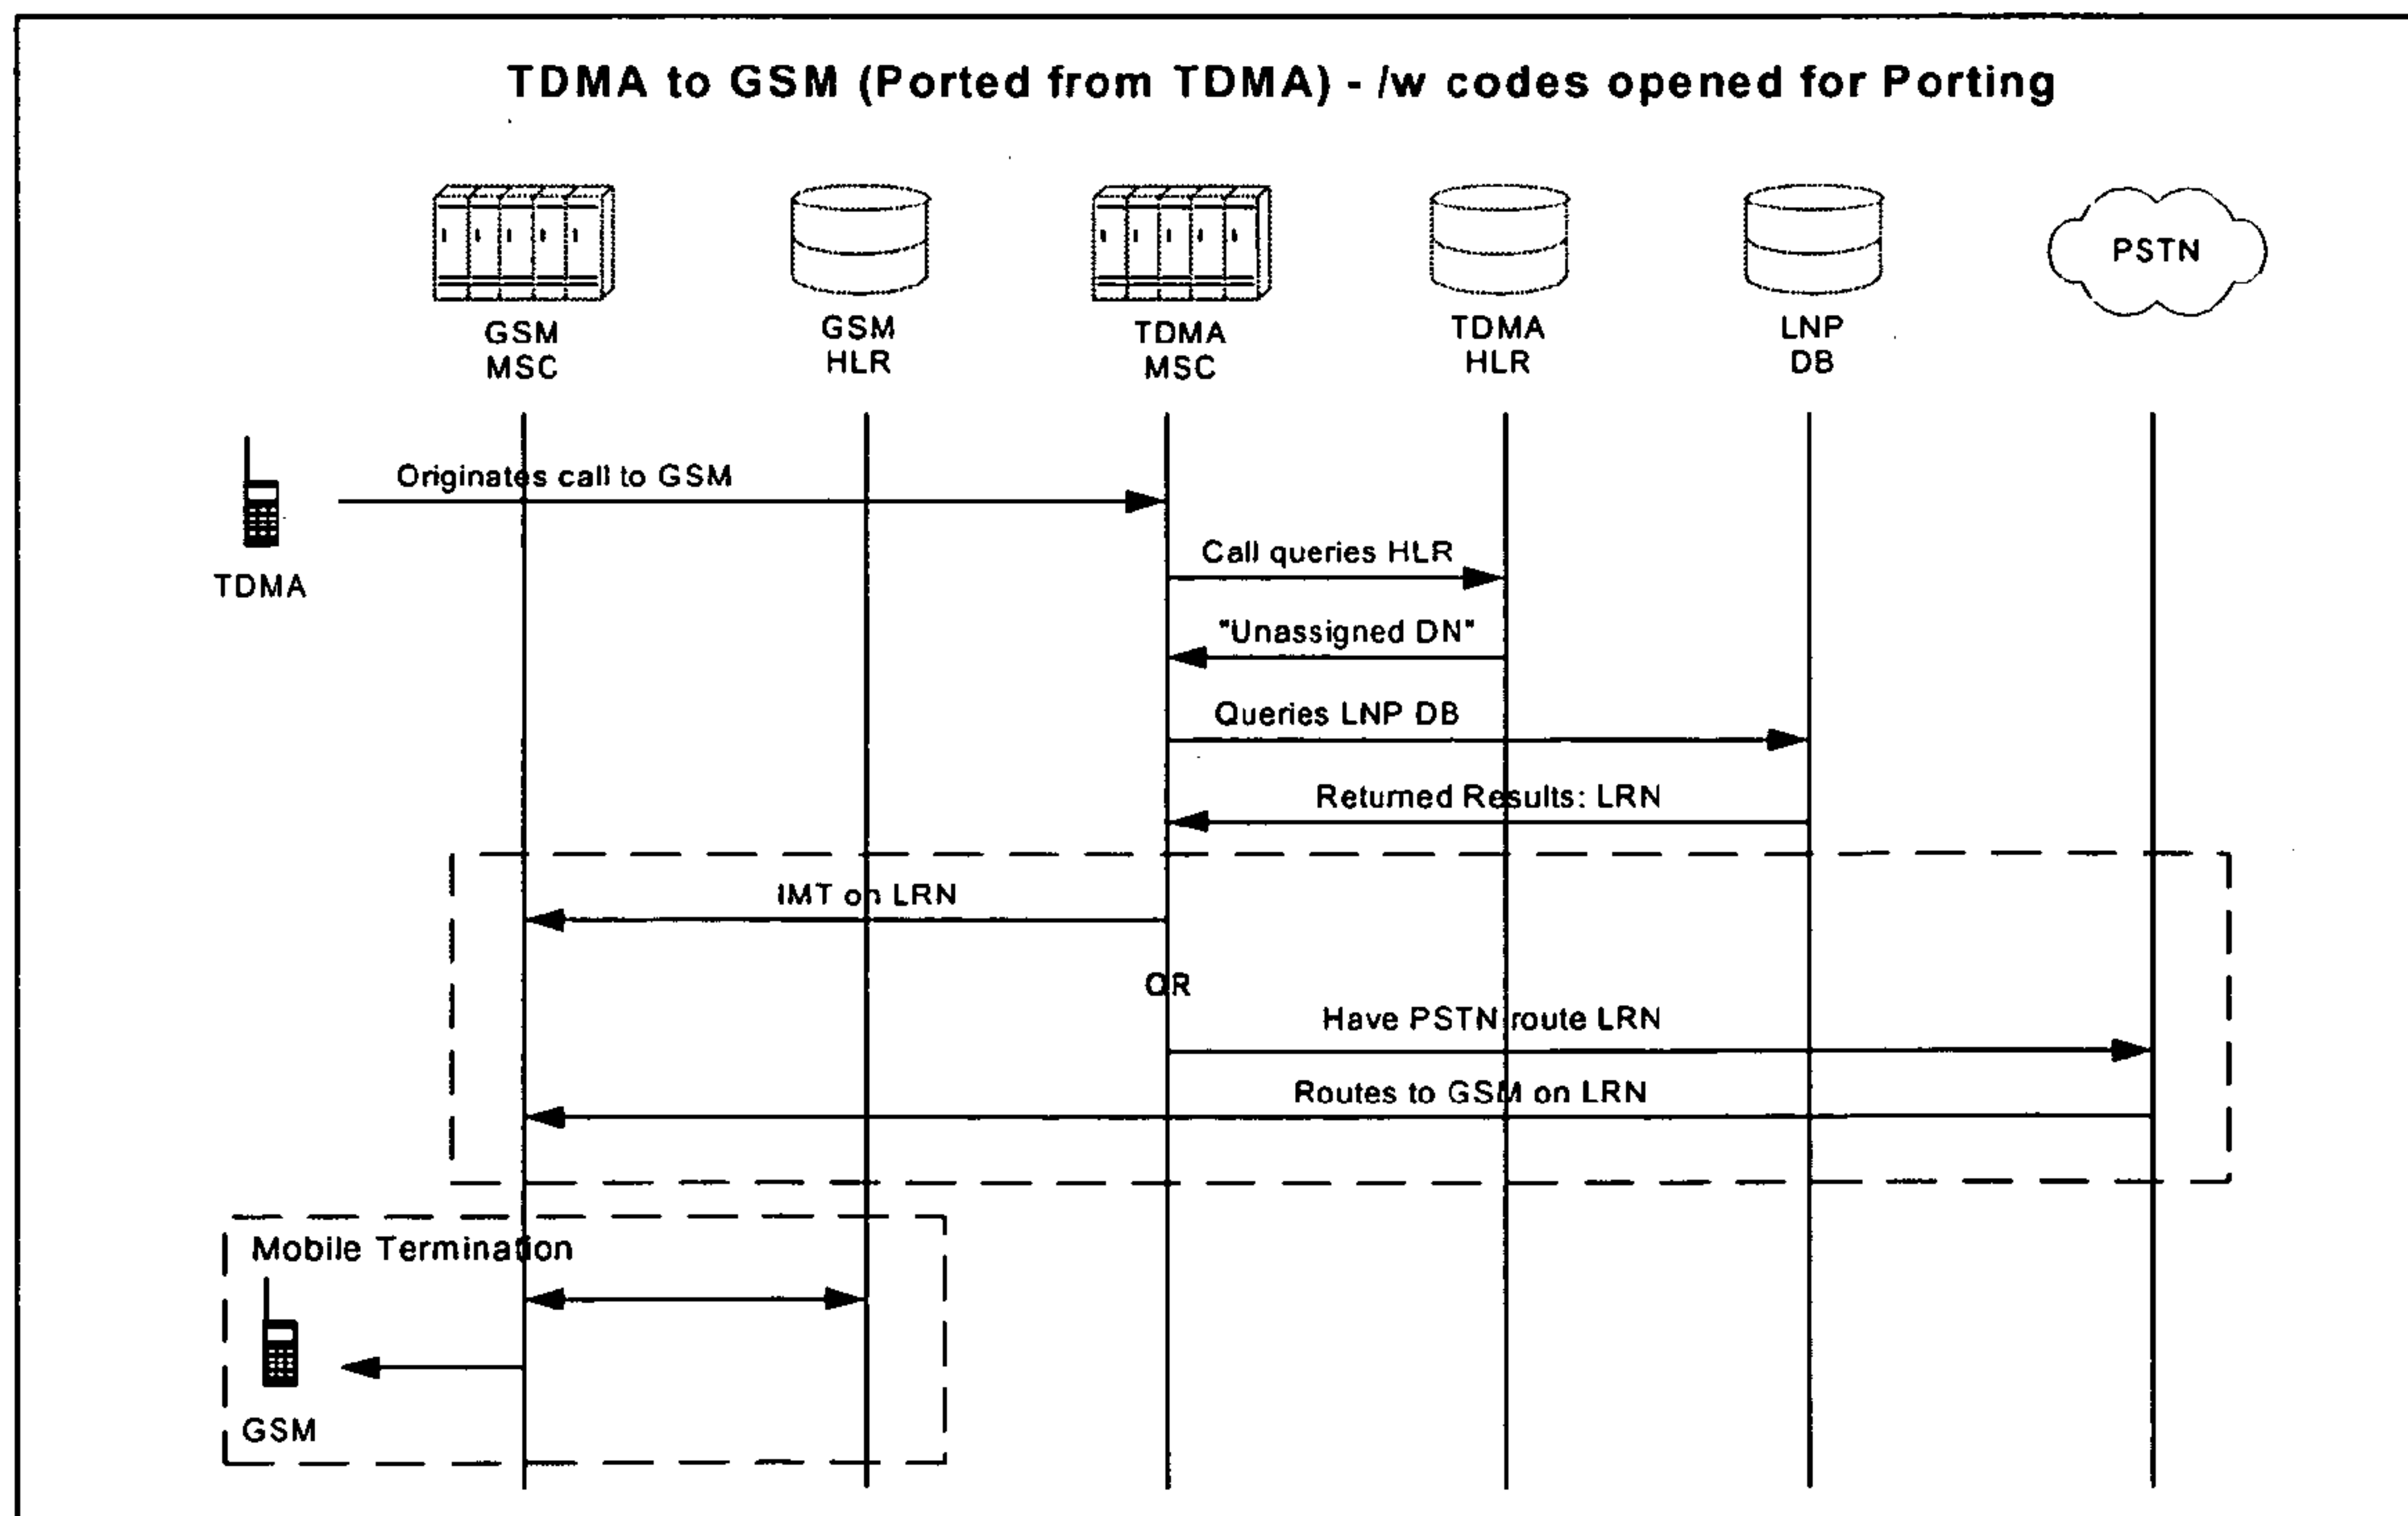 TDMA to GSM (Ported from TDMA) - /w codes opened for Porting
PSTN
GSM
MSC
GSM
HLR
TDMA
MSC
TDMA
HLR
LNP
DB
Originates call to GSM
TDMA
Call queries HLR
"Unassigned DN"
Queries LNP DB
Returned Results: LRN
IMT on LRN
OR
Have PSTN route LRN
Routes to GSM on LRN
Mobile Termination
GSM